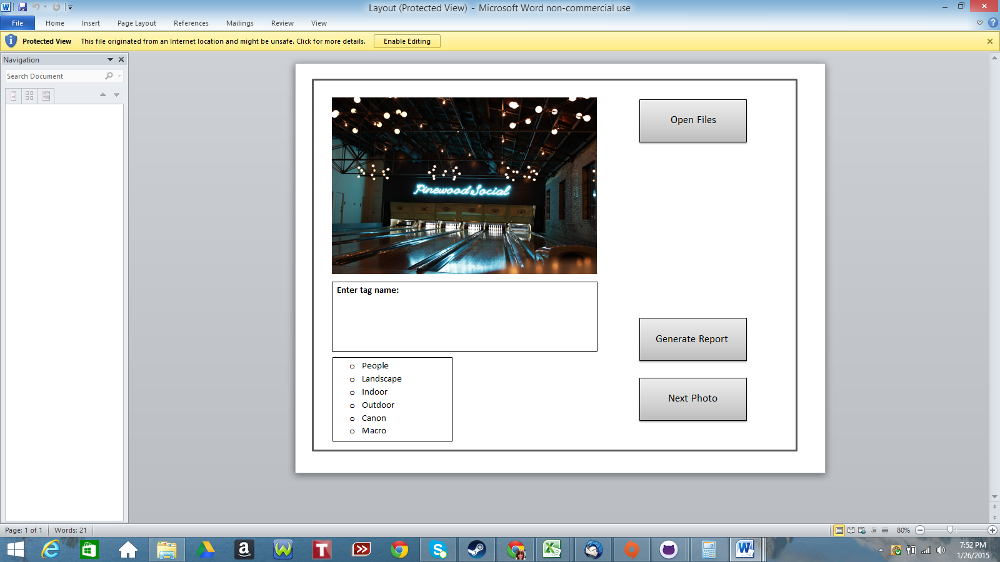 Layout (Protected View) - Microsoft Word non-commercial use
File Home Insert Page Layout References Mailings Review View
Protected View This file originated from an Internet location and might be unsafe. Click for more details. Enable Editing
Navigation
Search Document
Open Files
Pinewood Social
Enter tag name:
Generate Report
o People
o Landscape
o Indoor
o Outdoor
o Canon
o Macro
Next Photo
Page: 1 of 1 Words: 21
80%
7:52 PM
1/26/2015